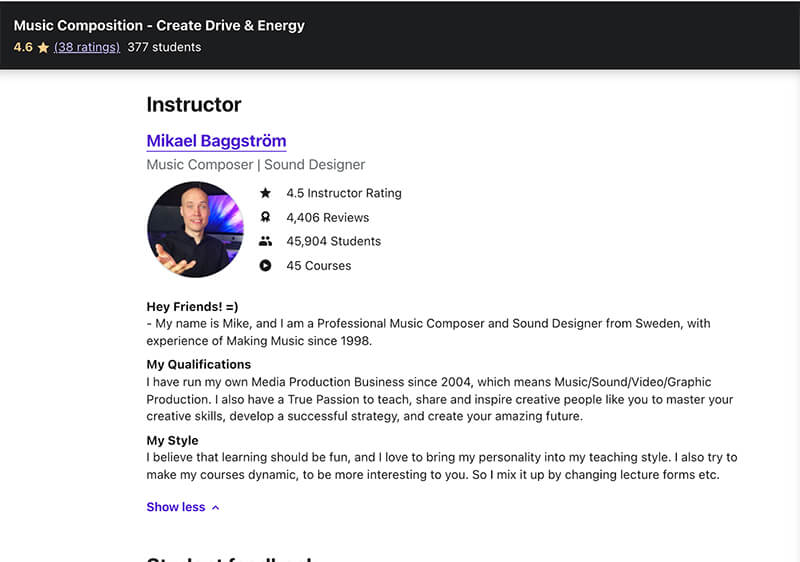 Music Composition - Create Drive & Energy
4.6 ★ (38 ratings) 377 students
Instructor
Mikael Baggström
Music Composer | Sound Designer
4.5 Instructor Rating
4,406 Reviews
45,904 Students
45 Courses
Hey Friends! =)
- My name is Mike, and I am a Professional Music Composer and Sound Designer from Sweden, with
experience of Making Music since 1998.
My Qualifications
I have run my own Media Production Business since 2004, which means Music/Sound/Video/Graphic
Production. I also have a True Passion to teach, share and inspire creative people like you to master your
creative skills, develop a successful strategy, and create your amazing future.
My Style
I believe that learning should be fun, and I love to bring my personality into my teaching style. I also try to
make my courses dynamic, to be more interesting to you. So I mix it up by changing lecture forms etc.
Show less
Student feedback